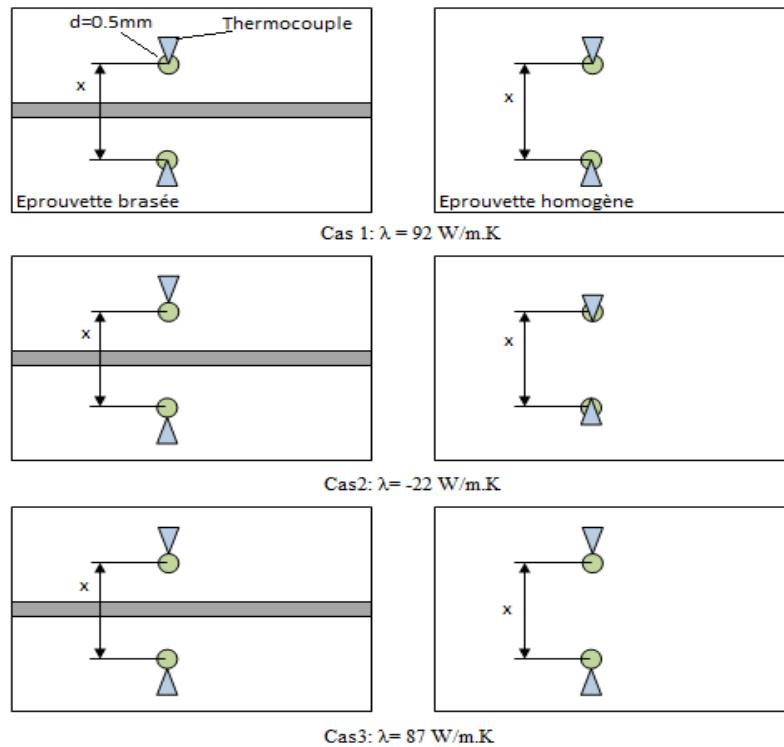 d=0.5mm
Thermocouple
x
x
Eprouvette brasée
Eprouvette homogène
Cas 1: λ = 92 W/m.K
x
x
Cas2: λ= -22 W/m.K
x
x
Cas3: λ= 87 W/m.K